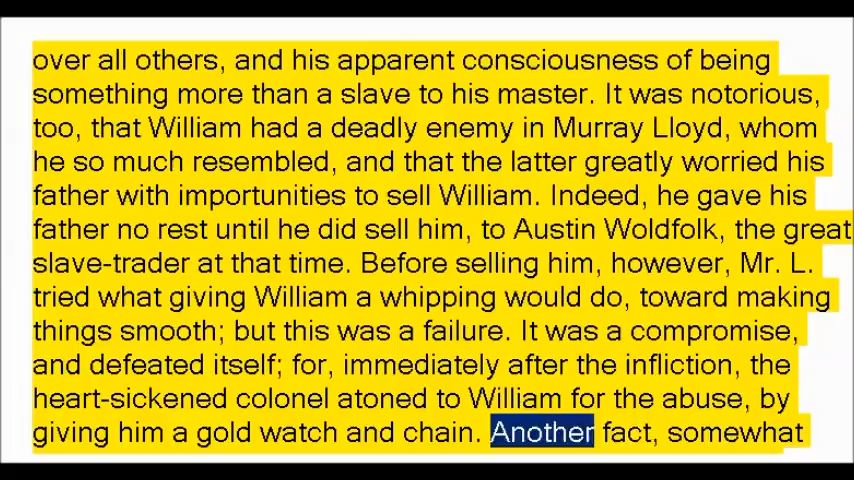 over all others, and his apparent consciousness of being
something more than a slave to his master. It was notorious,
too, that William had a deadly enemy in Murray Lloyd, whom
he so much resembled, and that the latter greatly worried his
father with importunities to sell William. Indeed, he gave his
father no rest until he did sell him, to Austin Woldfolk, the great
slave-trader at that time. Before selling him, however, Mr. L.
tried what giving William a whipping would do, toward making
things smooth; but this was a failure. It was a compromise,
and defeated itself; for, immediately after the infliction, the
heart-sickened colonel atoned to William for the abuse, by
giving him a gold watch and chain. Another fact, somewhat